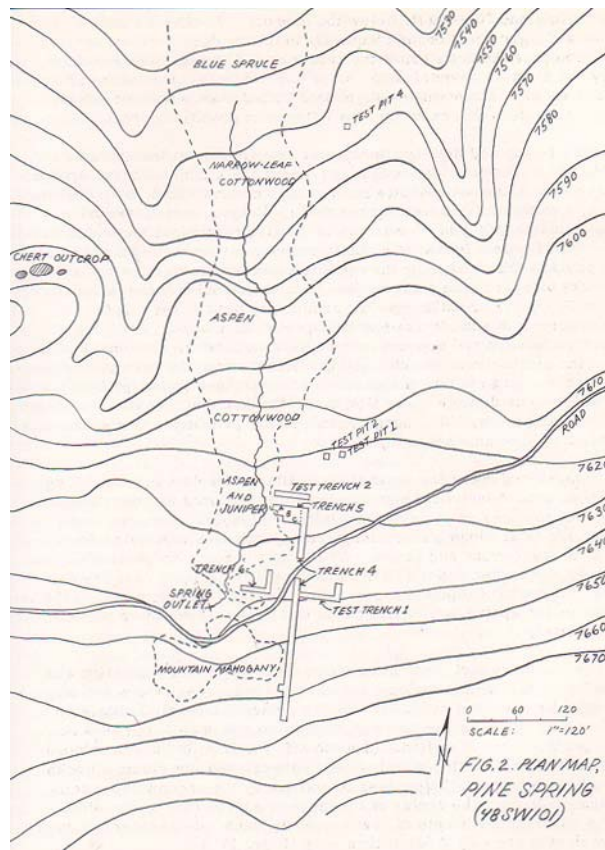 7530
7540
7550
7560
7570
7580
7590
7600
BLUE SPRUCE
TEST PIT 4
NARROW-LEAF
COTTONWOOD
CHERT OUTCROP
ASPEN
COTTONWOOD
7610
ROAD
TEST PIT 2
TEST PIT 1
7620
ASPEN
AND
JUNIPER
TEST TRENCH 2
TRENCH 5
7630
7640
TRENCH 6
TRENCH 4
7650
SPRING
OUTLET
TEST TRENCH 1
7660
MOUNTAIN MAHOGANY
7670
0 60 120
SCALE: 1"=120'
N
FIG. 2. PLAN MAP,
PINE SPRING
(48SW101)